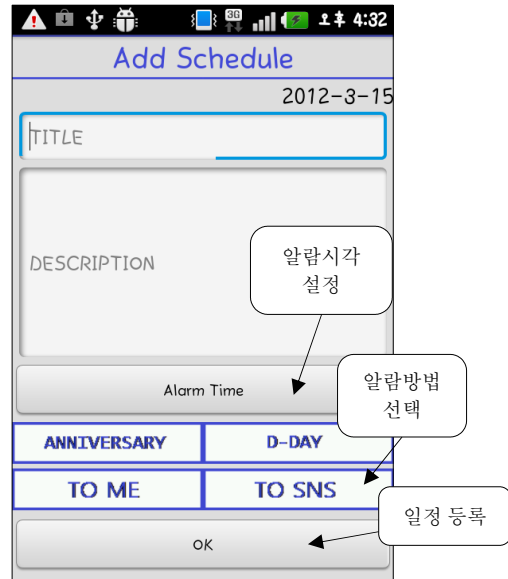 3G 오후 4:32
Add Schedule
2012-3-15
TITLE
DESCRIPTION
알람시각
설정
Alarm Time
알람방법
선택
ANNIVERSARY D-DAY
TO ME TO SNS
일정 등록
OK